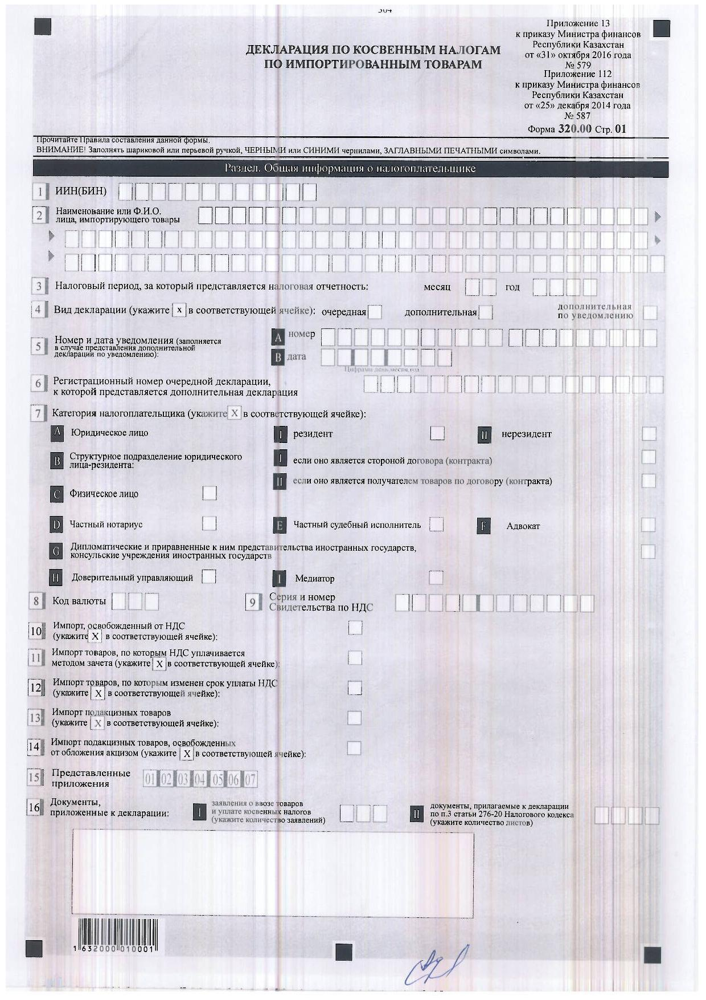 Приложение 13
к приказу Министра финансов
Республики Казахстан
от «31» октября 2016 года
№ 579
Приложение 112
к приказу Министра финансов
Республики Казахстан
от «25» декабря 2014 года
№ 587
Форма 320.00 Стр. 01
ДЕКЛАРАЦИЯ ПО КОСВЕННЫМ НАЛОГАМ
ПО ИМПОРТИРОВАННЫМ ТОВАРАМ
Прочитайте Правила составления данной формы.
ВНИМАНИЕ! Заполнять шариковой или перьевой ручкой, ЧЕРНЫМИ или СИНИМИ чернилами, ЗАГЛАВНЫМИ ПЕЧАТНЫМИ символами.
Раздел. Общая информация о налогоплательщике
1 ИИН(БИН)
2 Наименование или Ф.И.О.
лица, импортирующего товары
3 Налоговый период, за который представляется налоговая отчетность: месяц год
4 Вид декларации (укажите x в соответствующей ячейке): очередная дополнительная дополнительная
по уведомлению
5 Номер и дата уведомления (заполняется
в случае представления дополнительной
декларации по уведомлению):
A номер
B дата
Цифрами день, месяц, год
6 Регистрационный номер очередной декларации,
к которой представляется дополнительная декларация
7 Категория налогоплательщика (укажите X в соответствующей ячейке):
A Юридическое лицо I резидент II нерезидент
B Структурное подразделение юридического
лица-резидента:
I если оно является стороной договора (контракта)
II если оно является получателем товаров по договору (контракта)
C Физическое лицо
D Частный нотариус E Частный судебный исполнитель F Адвокат
G Дипломатические и приравненные к ним представительства иностранных государств,
консульские учреждения иностранных государств
H Доверительный управляющий I Медиатор
8 Код валюты 9 Серия и номер
Свидетельства по НДС
10 Импорт, освобожденный от НДС
(укажите X в соответствующей ячейке):
11 Импорт товаров, по которым НДС уплачивается
методом зачета (укажите X в соответствующей ячейке):
12 Импорт товаров, по которым изменен срок уплаты НДС
(укажите X в соответствующей ячейке):
13 Импорт подакцизных товаров
(укажите X в соответствующей ячейке):
14 Импорт подакцизных товаров, освобожденных
от обложения акцизом (укажите X в соответствующей ячейке):
15 Представленные
приложения
01 02 03 04 05 06 07
16 Документы,
приложенные к декларации:
I заявления о ввозе товаров
и уплате косвенных налогов
(укажите количество заявлений)
II документы, прилагаемые к декларации
по п.3 статьи 276-20 Налогового кодекса
(укажите количество листов)
1 632000 010001